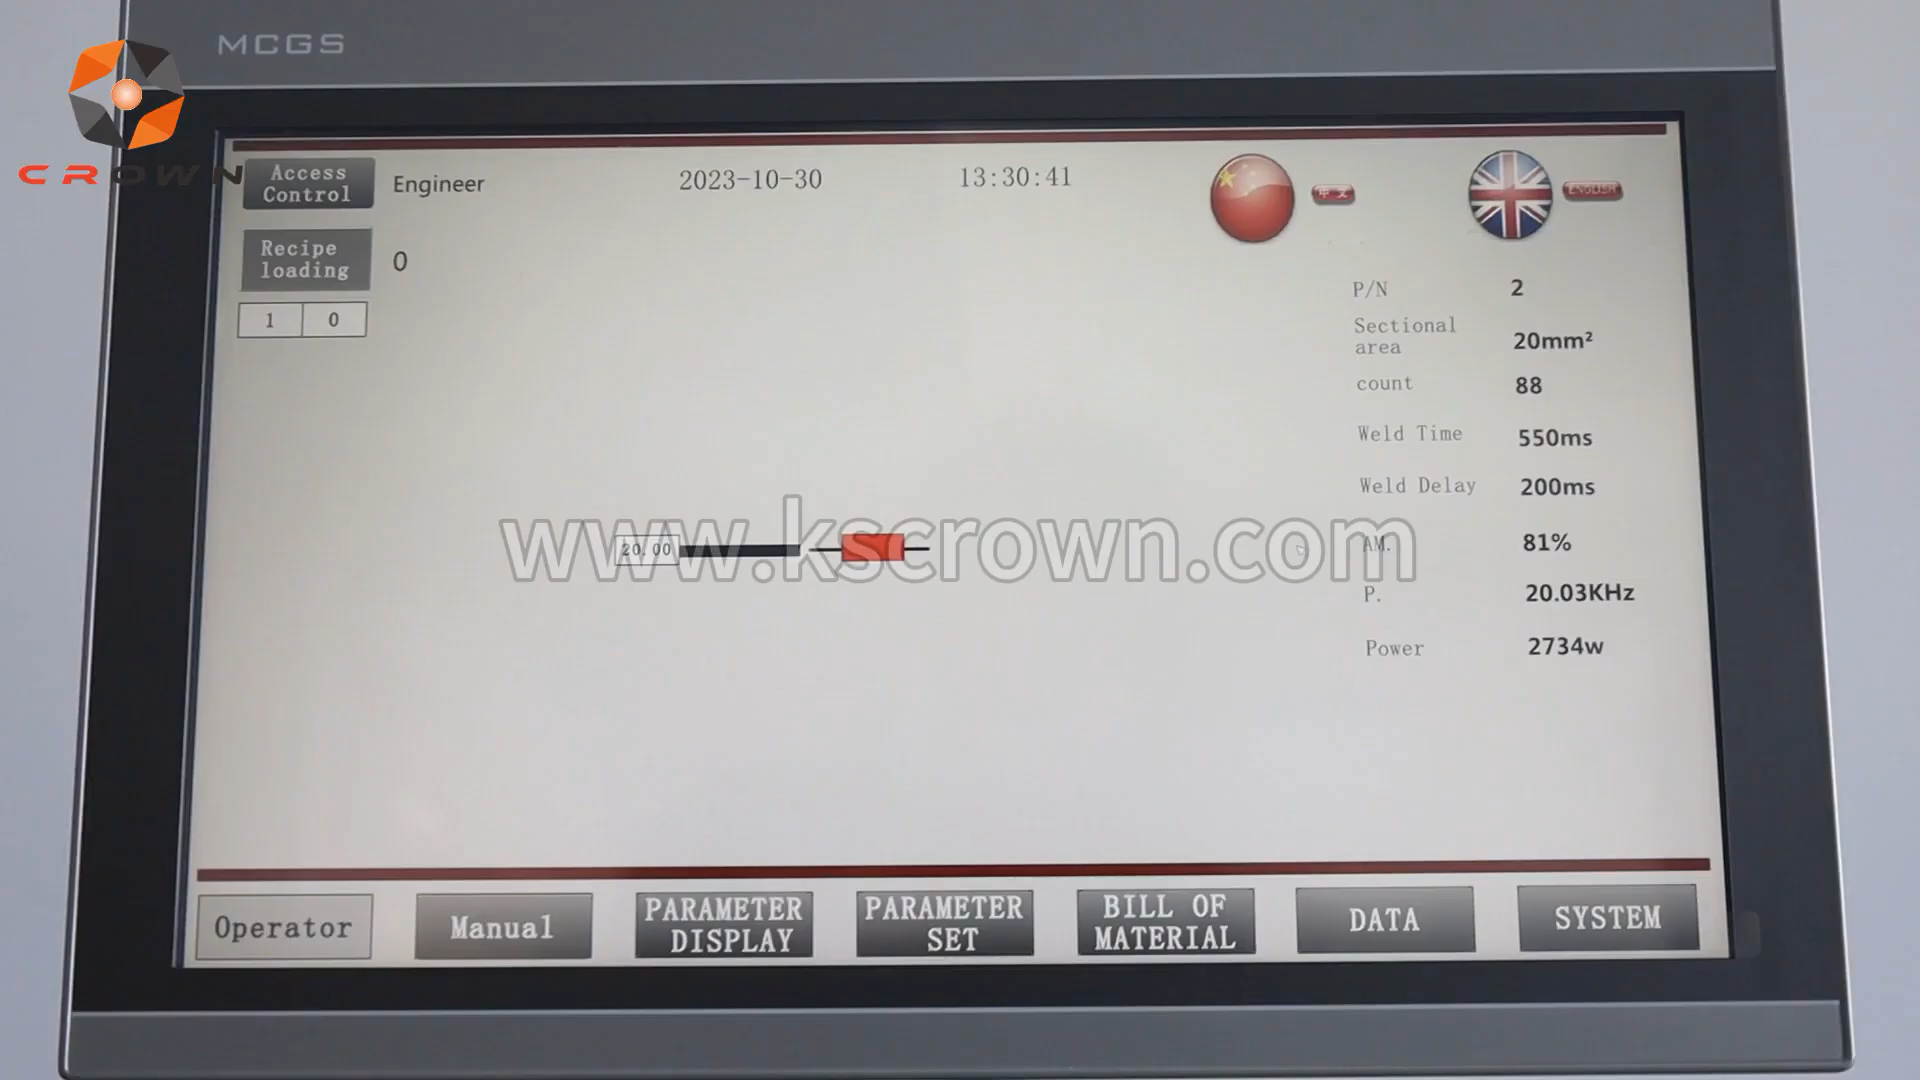 MCGS
CROWN
Access
Control
Engineer
2023-10-30
13:30:41
中文
ENGLISH
Recipe
loading
0
1
0
P/N
2
Sectional
area
20mm²
count
88
Weld Time
550ms
Weld Delay
200ms
www.kscrown.com
20.00
AM.
81%
P.
20.03KHz
Power
2734w
Operator
Manual
PARAMETER
DISPLAY
PARAMETER
SET
BILL OF
MATERIAL
DATA
SYSTEM